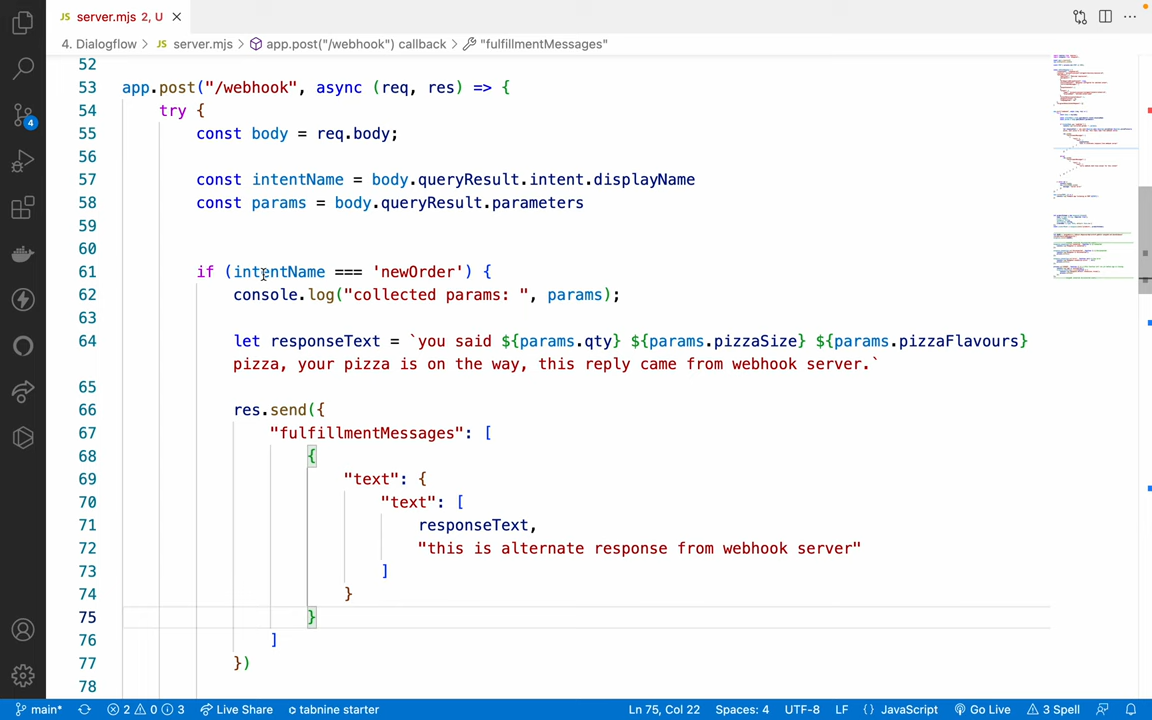 JS server.mjs 2, U
4. Dialogflow > JS server.mjs > app.post("/webhook") callback > "fulfillmentMessages"
52
53 app.post("/webhook", async (req, res) => {
54 try {
55 const body = req.body;
56
57 const intentName = body.queryResult.intent.displayName
58 const params = body.queryResult.parameters
59
60
61 if (intentName === 'newOrder') {
62 console.log("collected params: ", params);
63
64 let responseText = `you said ${params.qty} ${params.pizzaSize} ${params.pizzaFlavours}
pizza, your pizza is on the way, this reply came from webhook server.`
65
66 res.send({
67 "fulfillmentMessages": [
68 {
69 "text": {
70 "text": [
71 responseText,
72 "this is alternate response from webhook server"
73 ]
74 }
75 }
76 ]
77 })
78
4
main* 2 0 3 Live Share tabnine starter Ln 75, Col 22 Spaces: 4 UTF-8 LF {} JavaScript Go Live 3 Spell